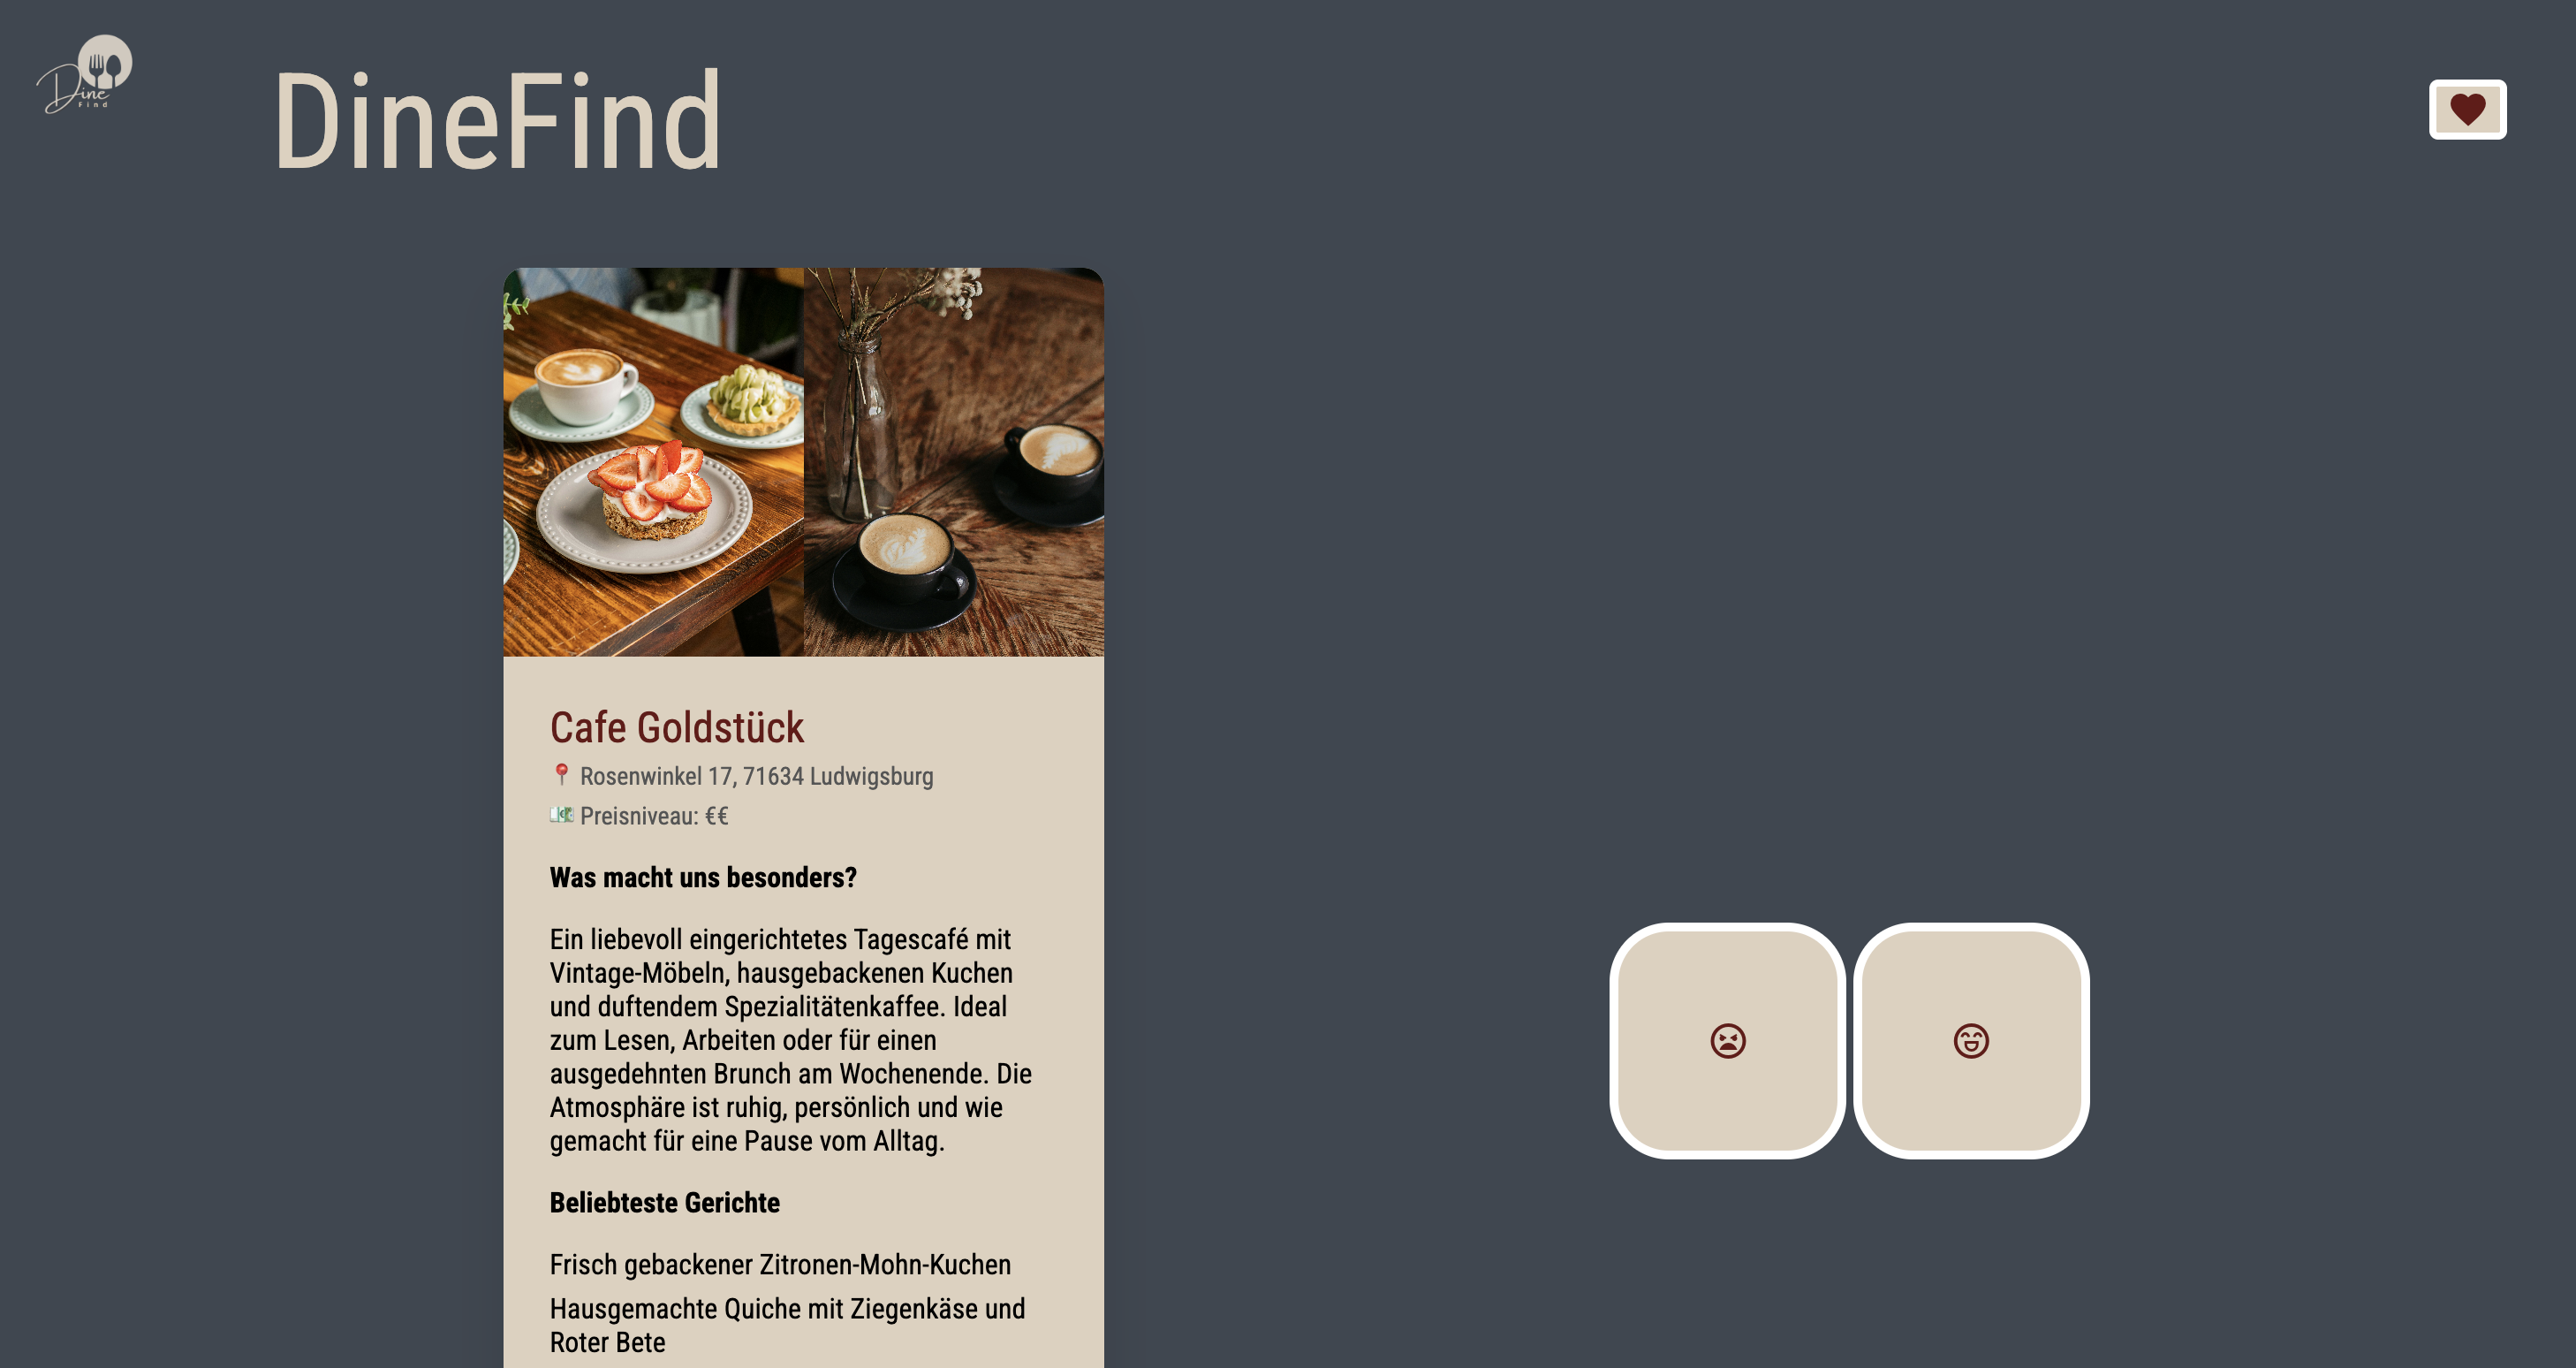 Dine
Find
DineFind
Cafe Goldstück
📍 Rosenwinkel 17, 71634 Ludwigsburg
💶 Preisniveau: €€
Was macht uns besonders?
Ein liebevoll eingerichtetes Tagescafé mit
Vintage-Möbeln, hausgebackenen Kuchen
und duftendem Spezialitätenkaffee. Ideal
zum Lesen, Arbeiten oder für einen
ausgedehnten Brunch am Wochenende. Die
Atmosphäre ist ruhig, persönlich und wie
gemacht für eine Pause vom Alltag.
Beliebteste Gerichte
Frisch gebackener Zitronen-Mohn-Kuchen
Hausgemachte Quiche mit Ziegenkäse und
Roter Bete